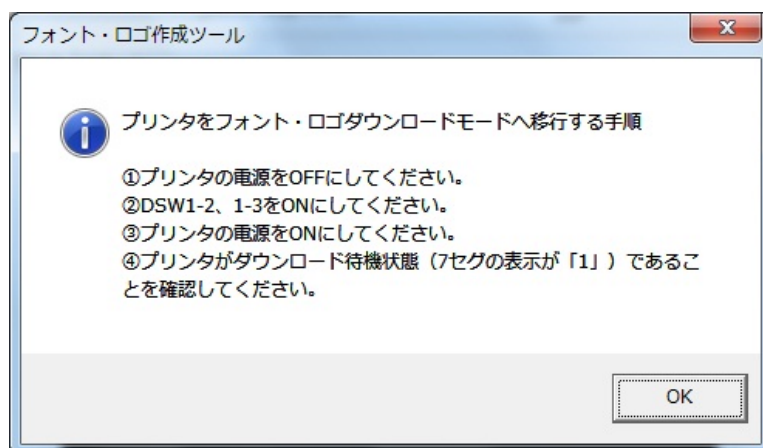 フォント・ロゴ作成ツール
プリンタをフォント・ロゴダウンロードモードへ移行する手順
①プリンタの電源をOFFにしてください。
②DSW1-2、1-3をONにしてください。
③プリンタの電源をONにしてください。
④プリンタがダウンロード待機状態（7セグの表示が「1」）であるこ
とを確認してください。
OK